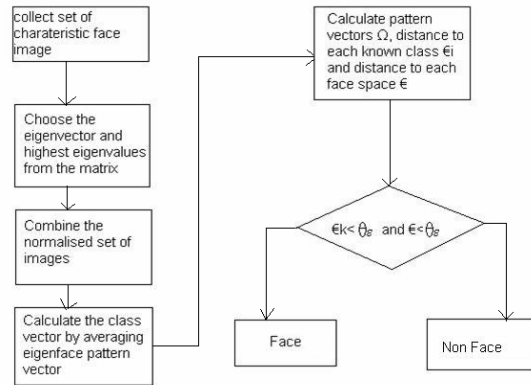 collect set of
charateristic face
image
Choose the
eigenvector and
highest eigenvalues
from the matrix
Combine the
normalised set of
images
Calculate the class
vector by averaging
eigenface pattern
vector
Calculate pattern
vectors Ω, distance to
each known class €i
and distance to each
face space €
€k< θε and €<θε
Face
Non Face